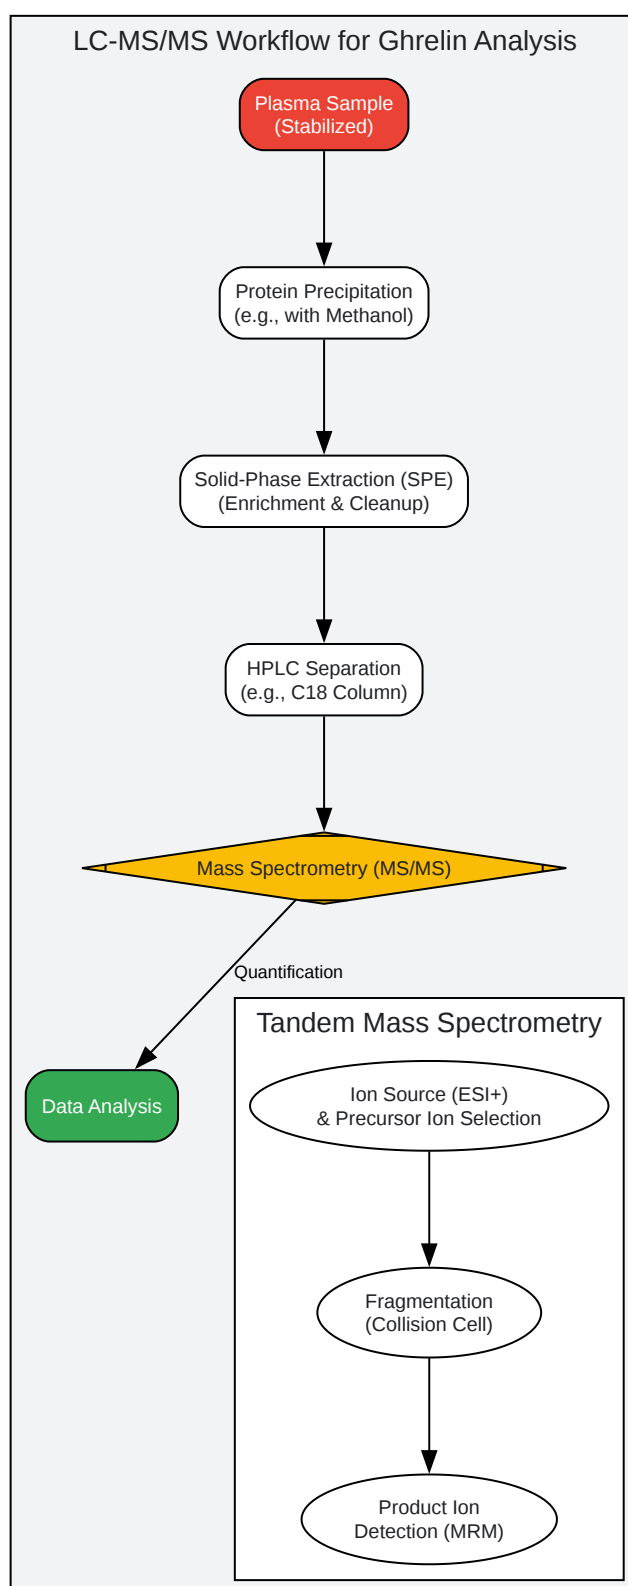 LC-MS/MS Workflow for Ghrelin Analysis
Plasma Sample
(Stabilized)
Protein Precipitation
(e.g., with Methanol)
Solid-Phase Extraction (SPE)
(Enrichment & Cleanup)
HPLC Separation
(e.g., C18 Column)
Mass Spectrometry (MS/MS)
Quantification
Data Analysis
Tandem Mass Spectrometry
Ion Source (ESI+)
& Precursor Ion Selection
Fragmentation
(Collision Cell)
Product Ion
Detection (MRM)